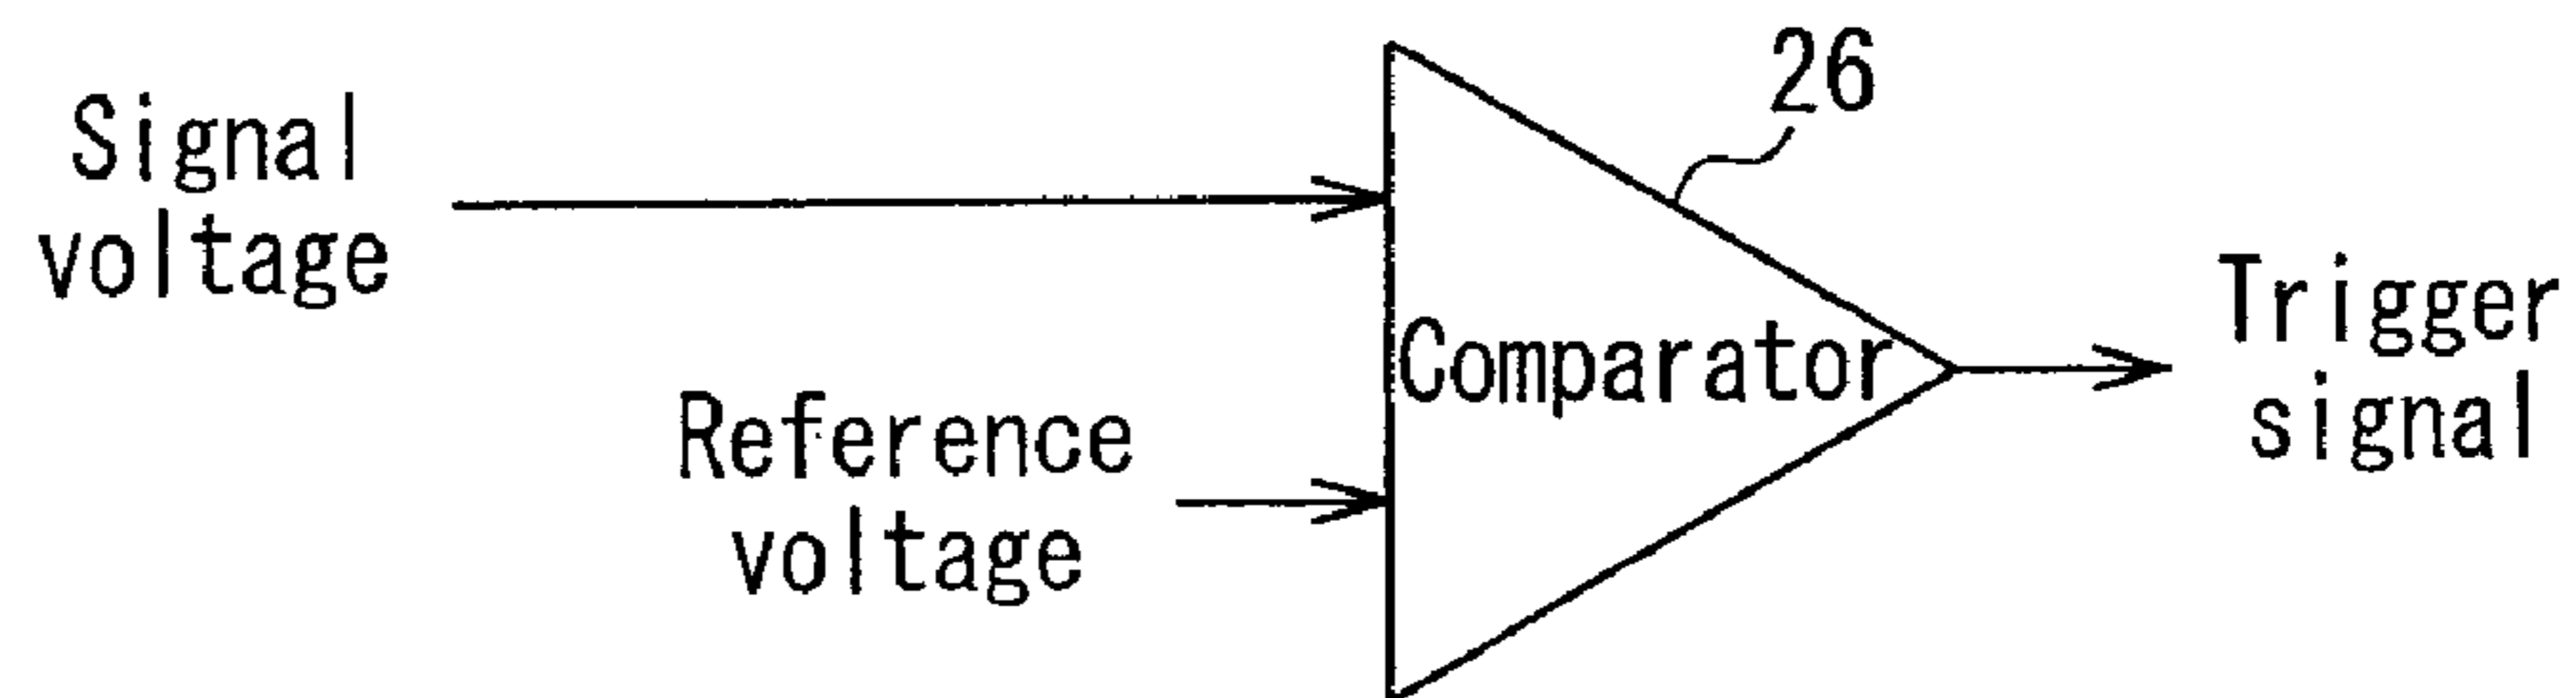 Signal
voltage
26
Comparator
Reference
voltage
Trigger
signal